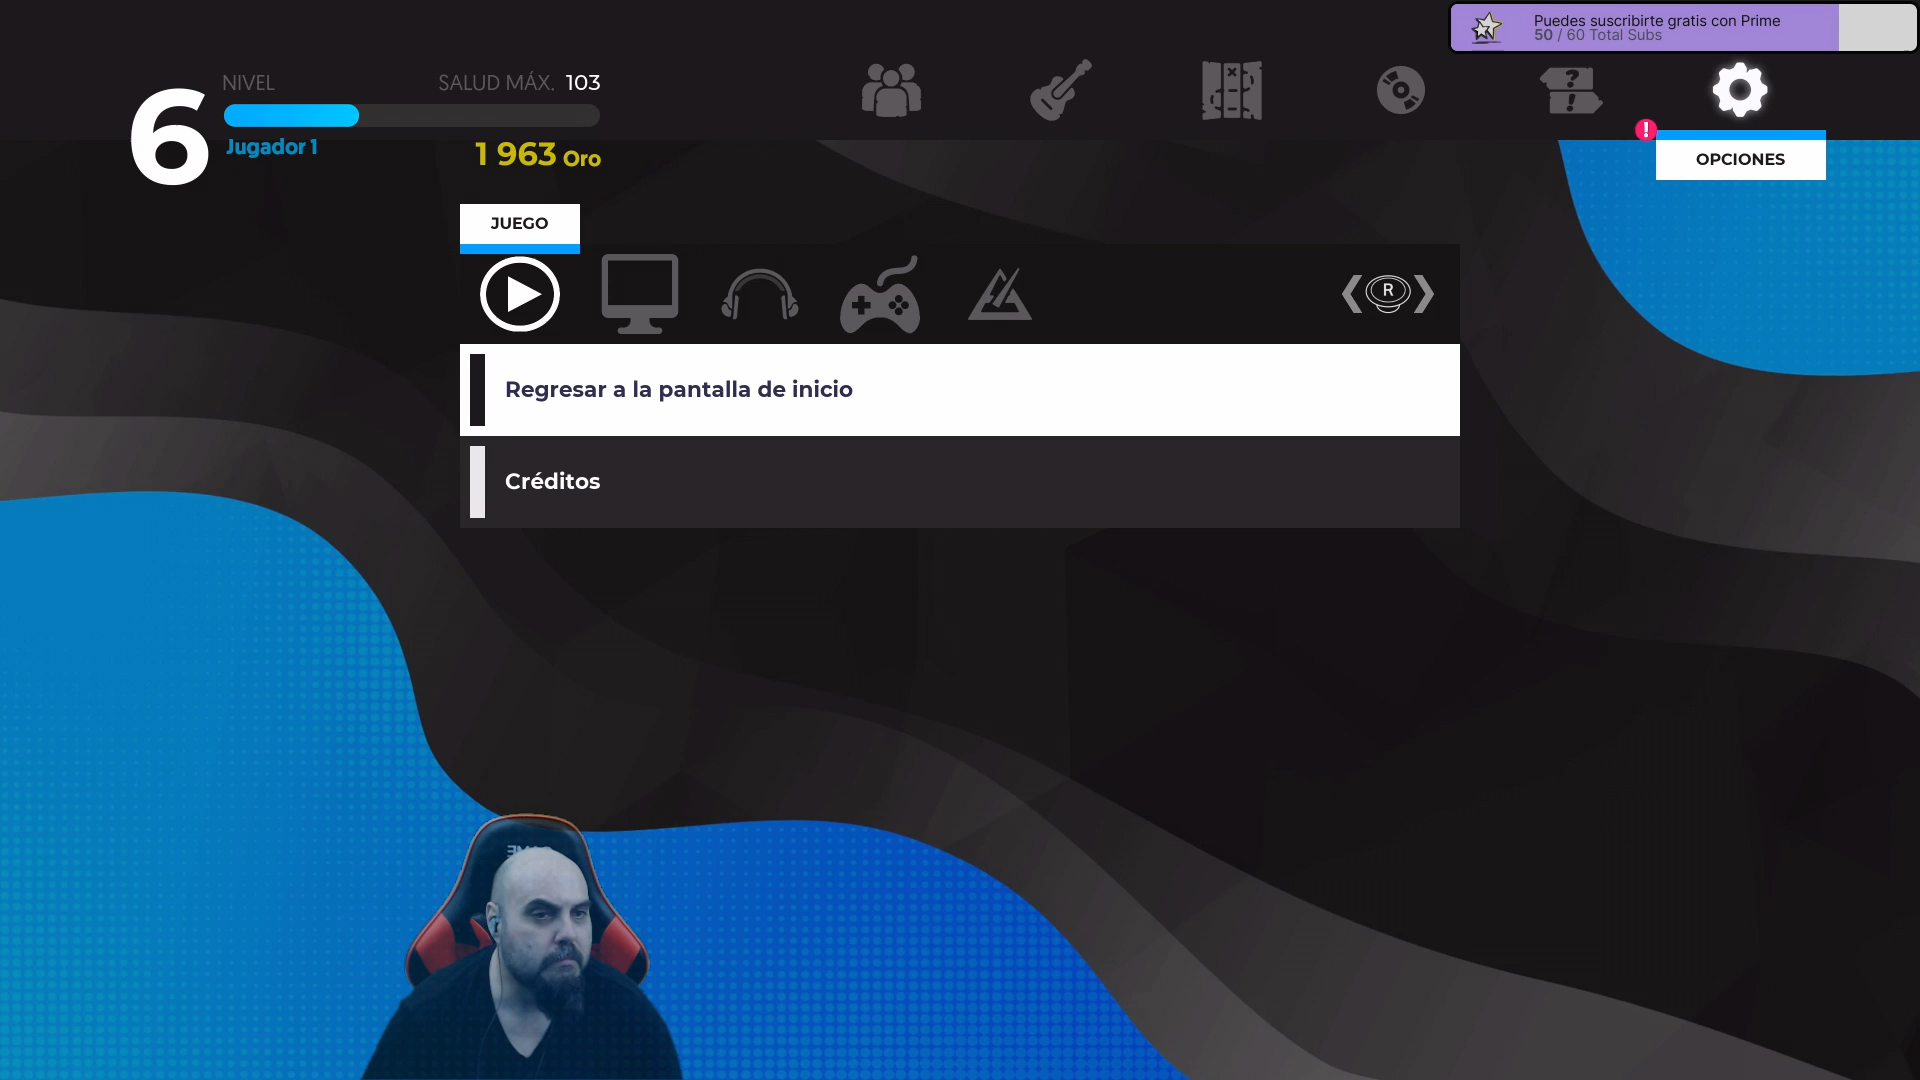 Puedes suscribirte gratis con Prime
50 / 60 Total Subs
6
NIVEL
SALUD MÁX. 103
Jugador 1
1 963 Oro
!
OPCIONES
JUEGO
R
Regresar a la pantalla de inicio
Créditos